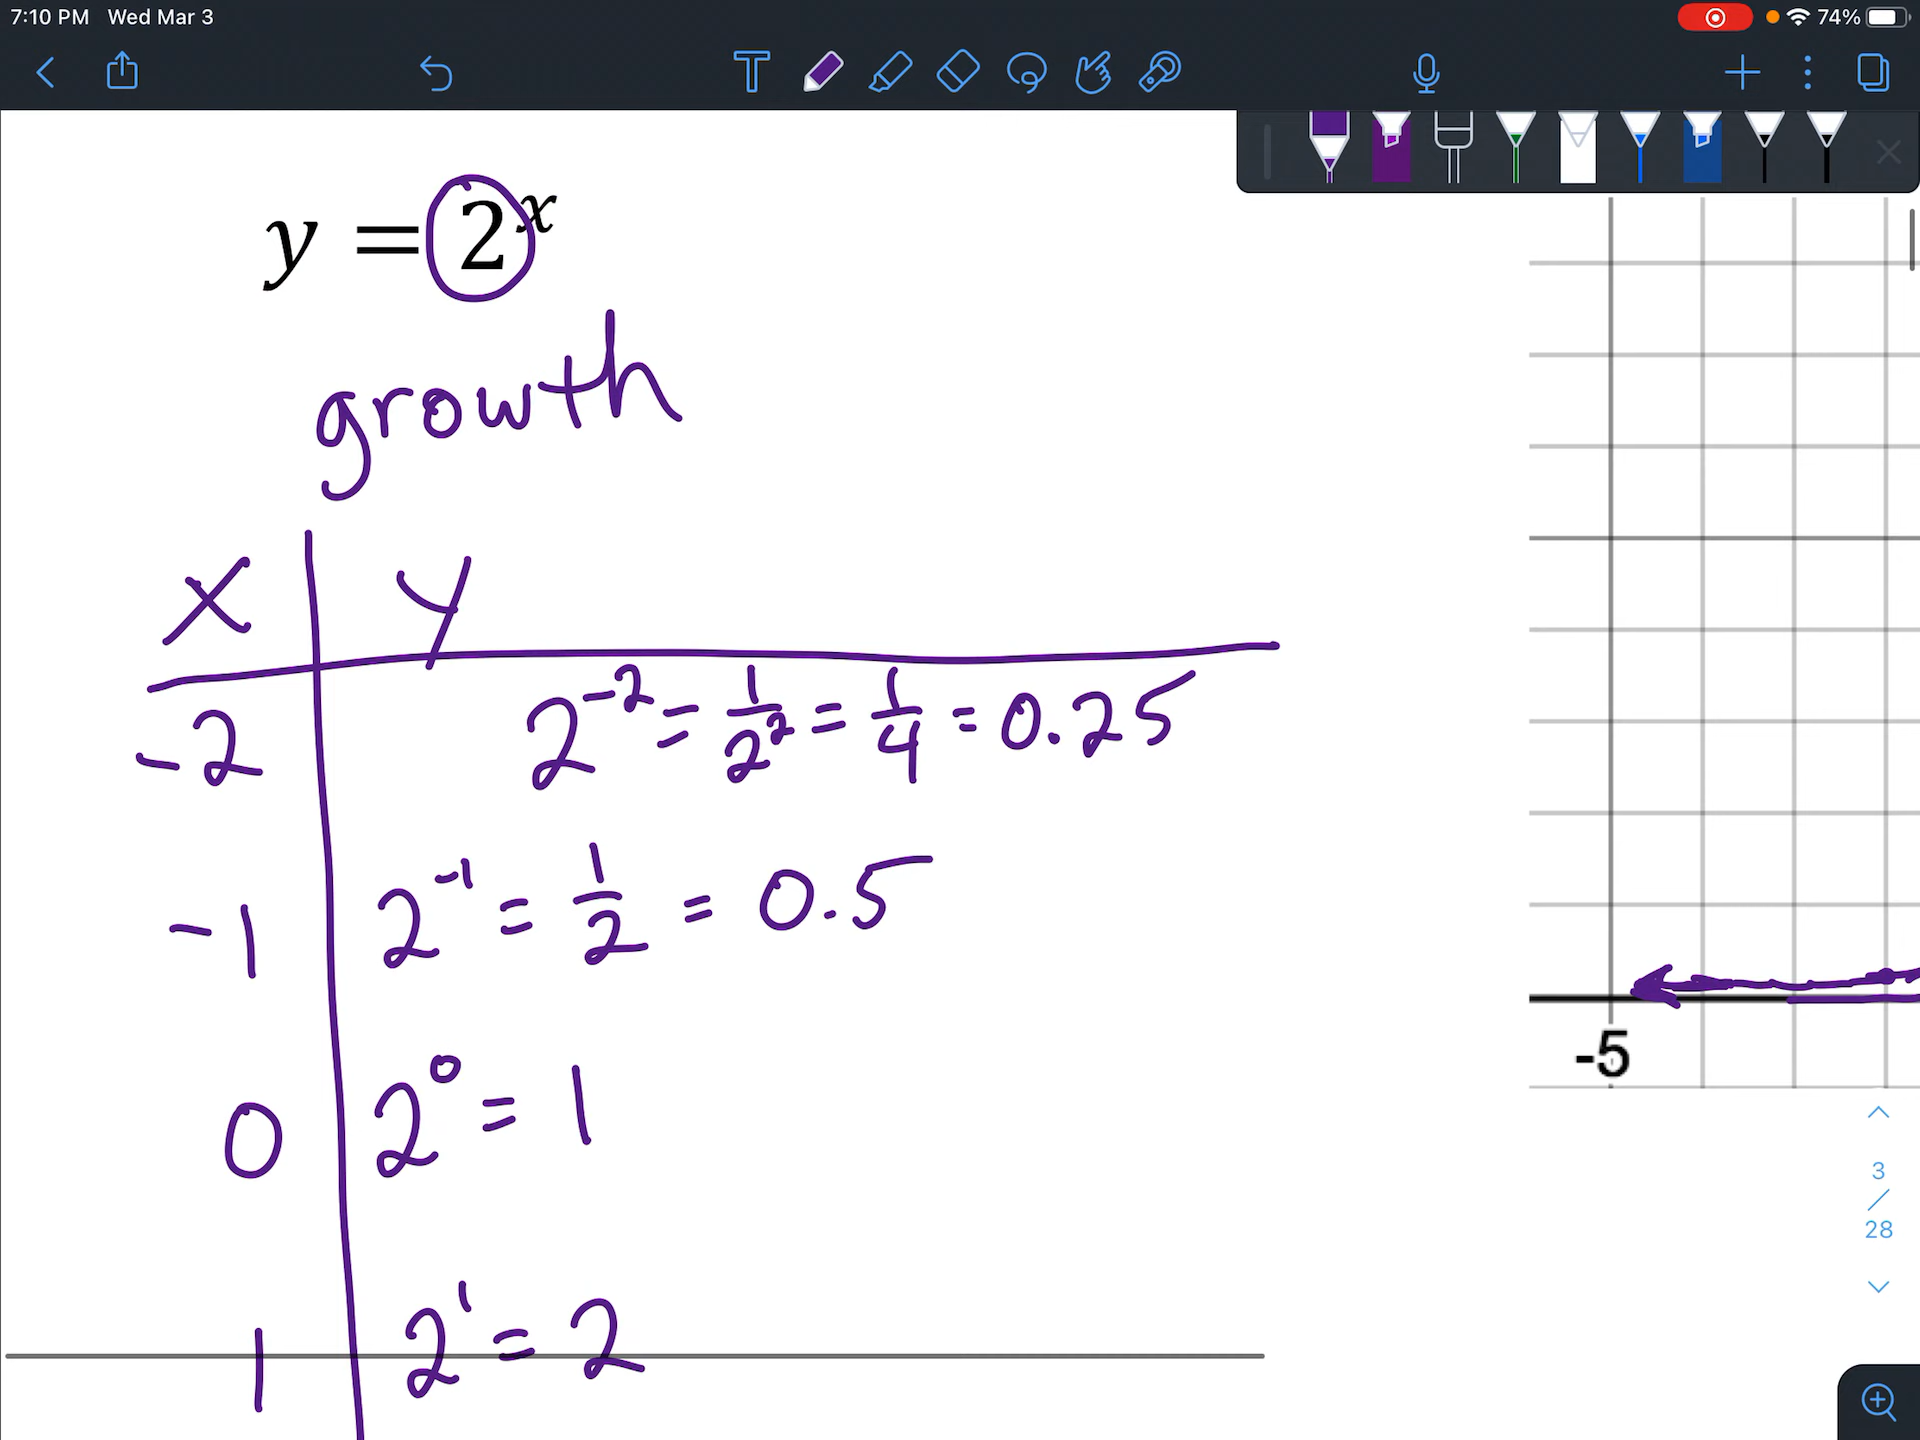 7:10 PM Wed Mar 3
74%
T
y = 2^x
growth
x y
-2 2^-2 = 1/2^2 = 1/4 = 0.25
-1 2^-1 = 1/2 = 0.5
0 2^0 = 1
1 2^1 = 2
-5
3
/
28